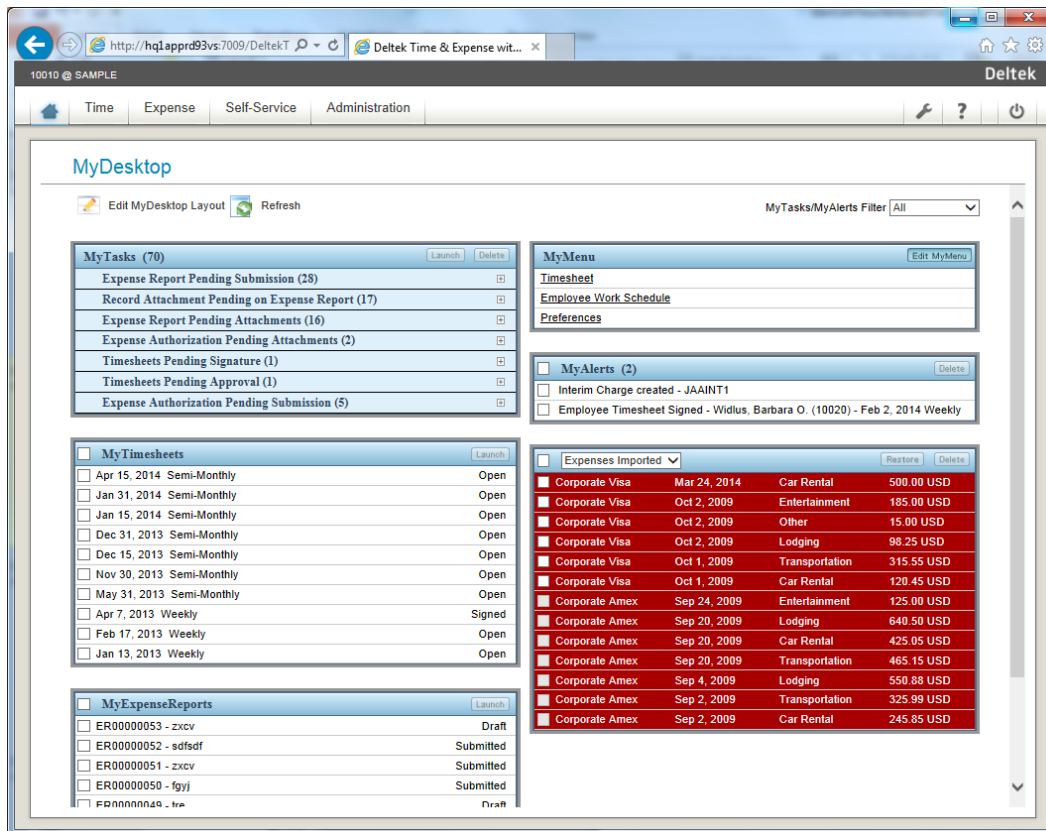 http://hq1apprd93vs:7009/DeltekT
Deltek Time & Expense wit...
10010 @ SAMPLE
Deltek
Time
Expense
Self-Service
Administration
?
MyDesktop
Edit MyDesktop Layout
Refresh
MyTasks/MyAlerts Filter All
MyTasks (70) Launch Delete
Expense Report Pending Submission (28)
Record Attachment Pending on Expense Report (17)
Expense Report Pending Attachments (16)
Expense Authorization Pending Attachments (2)
Timesheets Pending Signature (1)
Timesheets Pending Approval (1)
Expense Authorization Pending Submission (5)
MyTimesheets Launch
Apr 15, 2014 Semi-Monthly Open
Jan 31, 2014 Semi-Monthly Open
Jan 15, 2014 Semi-Monthly Open
Dec 31, 2013 Semi-Monthly Open
Dec 15, 2013 Semi-Monthly Open
Nov 30, 2013 Semi-Monthly Open
May 31, 2013 Semi-Monthly Open
Apr 7, 2013 Weekly Signed
Feb 17, 2013 Weekly Open
Jan 13, 2013 Weekly Open
MyExpenseReports Launch
ER00000053 - zxcv Draft
ER00000052 - sdfsdf Submitted
ER00000051 - zxcv Submitted
ER00000050 - fgyj Submitted
ER00000049 - tre Draft
MyMenu Edit MyMenu
Timesheet
Employee Work Schedule
Preferences
MyAlerts (2) Delete
Interim Charge created - JAAINT1
Employee Timesheet Signed - Widlus, Barbara O. (10020) - Feb 2, 2014 Weekly
Expenses Imported Restore Delete
Corporate Visa Mar 24, 2014 Car Rental 500.00 USD
Corporate Visa Oct 2, 2009 Entertainment 185.00 USD
Corporate Visa Oct 2, 2009 Other 15.00 USD
Corporate Visa Oct 2, 2009 Lodging 98.25 USD
Corporate Visa Oct 1, 2009 Transportation 315.55 USD
Corporate Visa Oct 1, 2009 Car Rental 120.45 USD
Corporate Amex Sep 24, 2009 Entertainment 125.00 USD
Corporate Amex Sep 20, 2009 Lodging 640.50 USD
Corporate Amex Sep 20, 2009 Car Rental 425.05 USD
Corporate Amex Sep 20, 2009 Transportation 465.15 USD
Corporate Amex Sep 4, 2009 Lodging 550.88 USD
Corporate Amex Sep 2, 2009 Transportation 325.99 USD
Corporate Amex Sep 2, 2009 Car Rental 245.85 USD